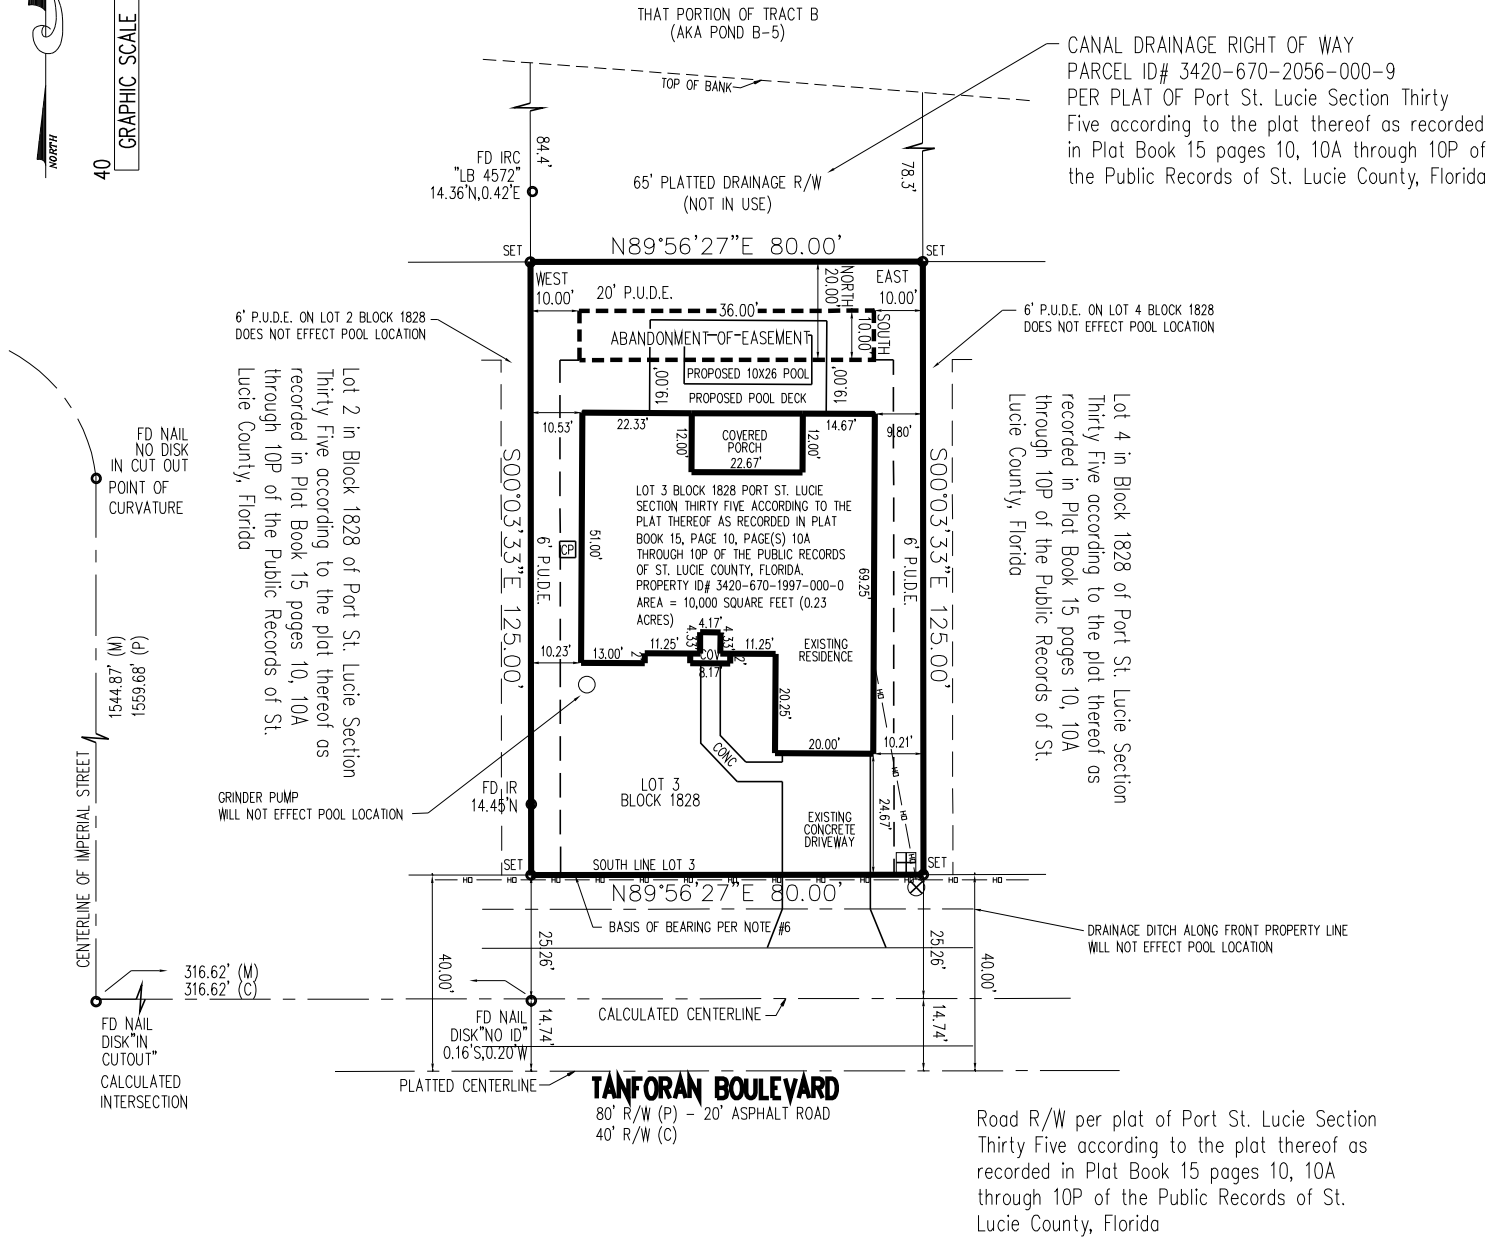 THAT PORTION OF TRACT B
(AKA POND B-5)
GRAPHIC SCALE
40
NORTH
TOP OF BANK
CANAL DRAINAGE RIGHT OF WAY
PARCEL ID# 3420-670-2056-000-9
PER PLAT OF Port St. Lucie Section Thirty
Five according to the plat thereof as recorded
in Plat Book 15 pages 10, 10A through 10P of
the Public Records of St. Lucie County, Florida
84.4'
78.3'
FD IRC
"LB 4572"
14.36'N,0.42'E
65' PLATTED DRAINAGE R/W
(NOT IN USE)
SET
N89°56'27"E 80.00'
SET
WEST
10.00'
20' P.U.D.E.
NORTH
20.00'
EAST
10.00'
36.00'
SOUTH
10.00'
ABANDONMENT-OF-EASEMENT
6' P.U.D.E. ON LOT 2 BLOCK 1828
DOES NOT EFFECT POOL LOCATION
6' P.U.D.E. ON LOT 4 BLOCK 1828
DOES NOT EFFECT POOL LOCATION
PROPOSED 10X26 POOL
PROPOSED POOL DECK
19.00'
19.00'
10.53'
22.33'
14.67'
9.80'
12.00'
COVERED
PORCH
22.67'
12.00'
Lot 2 in Block 1828 of Port St. Lucie Section
Thirty Five according to the plat thereof as
recorded in Plat Book 15 pages 10, 10A
through 10P of the Public Records of St.
Lucie County, Florida
Lot 4 in Block 1828 of Port St. Lucie Section
Thirty Five according to the plat thereof as
recorded in Plat Book 15 pages 10, 10A
through 10P of the Public Records of St.
Lucie County, Florida
FD NAIL
NO DISK
IN CUT OUT
POINT OF
CURVATURE
S00°03'33"E 125.00'
S00°03'33"E 125.00'
6' P.U.D.E.
6' P.U.D.E.
CP
51.00'
69.25'
LOT 3 BLOCK 1828 PORT ST. LUCIE
SECTION THIRTY FIVE ACCORDING TO THE
PLAT THEREOF AS RECORDED IN PLAT
BOOK 15, PAGE 10, PAGE(S) 10A
THROUGH 10P OF THE PUBLIC RECORDS
OF ST. LUCIE COUNTY, FLORIDA.
PROPERTY ID# 3420-670-1997-000-0
AREA = 10,000 SQUARE FEET (0.23
ACRES)
4.17'
4.33'
4.33'
10.23'
13.00'
2'
11.25'
COV
8.17'
2'
11.25'
EXISTING
RESIDENCE
20.25'
20.00'
10.21'
CONC
1544.87' (M)
1559.68' (P)
CENTERLINE OF IMPERIAL STREET
GRINDER PUMP
WILL NOT EFFECT POOL LOCATION
FD IR
14.45'N
LOT 3
BLOCK 1828
EXISTING
CONCRETE
DRIVEWAY
24.67'
OH
OH
OH
OH
SET
SOUTH LINE LOT 3
SET
OH OH OH OH OH OH OH OH OH OH OH OH
N89°56'27"E 80.00'
BASIS OF BEARING PER NOTE #6
DRAINAGE DITCH ALONG FRONT PROPERTY LINE
WILL NOT EFFECT POOL LOCATION
40.00'
25.26'
25.26'
40.00'
316.62' (M)
316.62' (C)
FD NAIL
DISK"IN
CUTOUT"
CALCULATED
INTERSECTION
FD NAIL
DISK"NO ID"
0.16'S,0.20'W
14.74'
CALCULATED CENTERLINE
14.74'
PLATTED CENTERLINE
TANFORAN BOULEVARD
80' R/W (P) - 20' ASPHALT ROAD
40' R/W (C)
Road R/W per plat of Port St. Lucie Section
Thirty Five according to the plat thereof as
recorded in Plat Book 15 pages 10, 10A
through 10P of the Public Records of St.
Lucie County, Florida